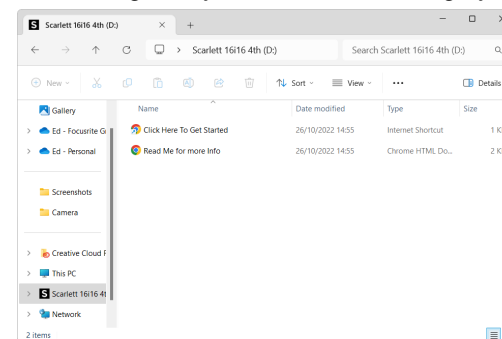 Scarlett 16i16 4th (D:)
Scarlett 16i16 4th (D:) Search Scarlett 16i16 4th (D:)
New Sort View Details
Name Date modified Type Size
Gallery
Ed - Focusrite Gr
Ed - Personal
Screenshots
Camera
Creative Cloud F
This PC
Scarlett 16i16 4t
Network
Click Here To Get Started 26/10/2022 14:55 Internet Shortcut 1 K
Read Me for more Info 26/10/2022 14:55 Chrome HTML Do... 2 K
2 items